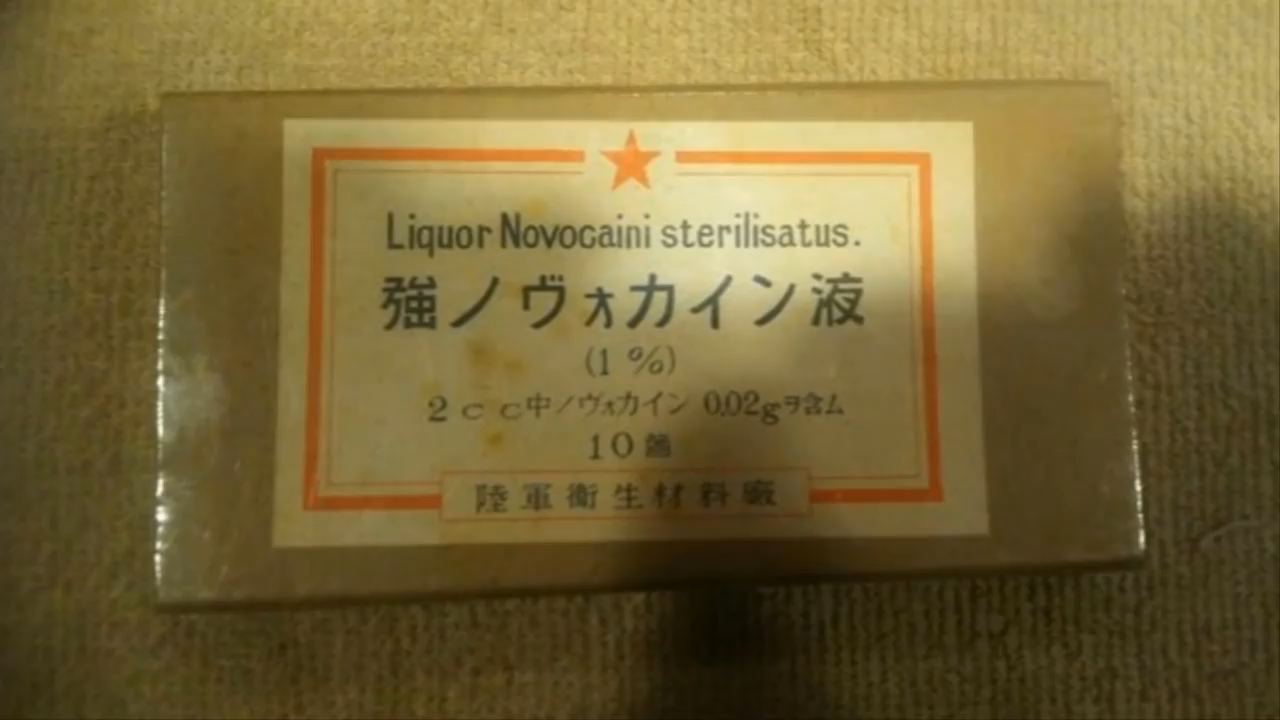 Liquor Novocaini sterilisatus.
強ノヴォカイン液
(1 %)
2cc中ノヴォカイン 0.02gヲ含ム
10管
陸軍衛生材料廠